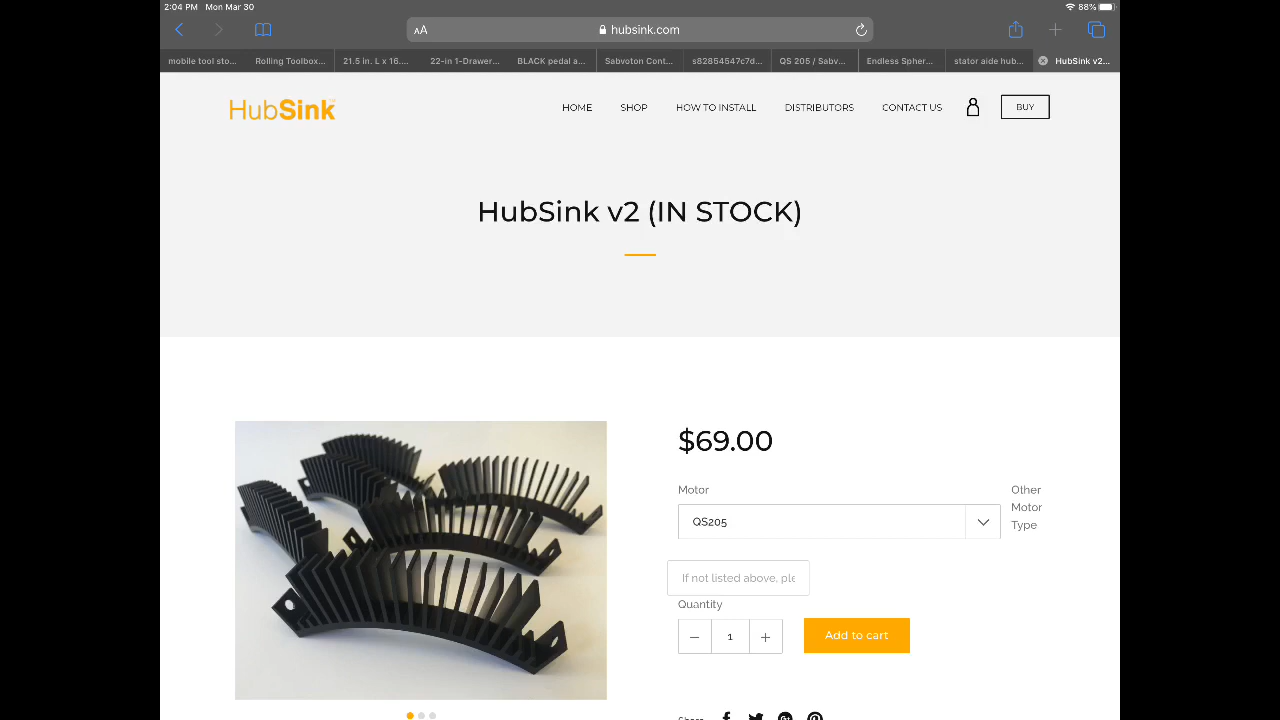 2:04 PM Mon Mar 30
88%
AA
hubsink.com
mobile tool sto...
Rolling Toolbox...
21.5 in. L x 16....
22-in 1-Drawer...
BLACK pedal a...
Sabvoton Cont...
s82854547c7d...
QS 205 / Sabv...
Endless Spher...
stator aide hub...
HubSink v2...
HubSink
HOME
SHOP
HOW TO INSTALL
DISTRIBUTORS
CONTACT US
BUY
HubSink v2 (IN STOCK)
$69.00
Motor
QS205
Other
Motor
Type
If not listed above, ple
Quantity
1
Add to cart